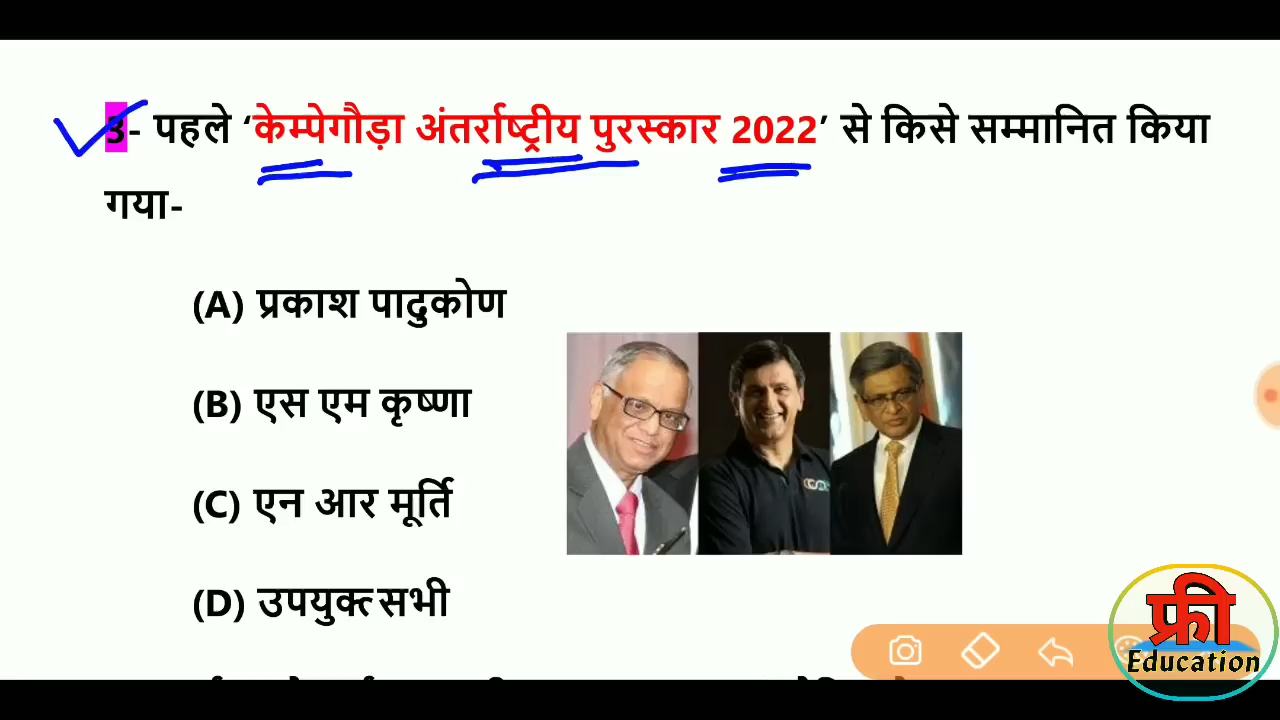 3- पहले ‘केम्पेगौड़ा अंतर्राष्ट्रीय पुरस्कार 2022’ से किसे सम्मानित किया
गया-
(A) प्रकाश पादुकोण
(B) एस एम कृष्णा
(C) एन आर मूर्ति
(D) उपयुक्त सभी
फ्री
Education